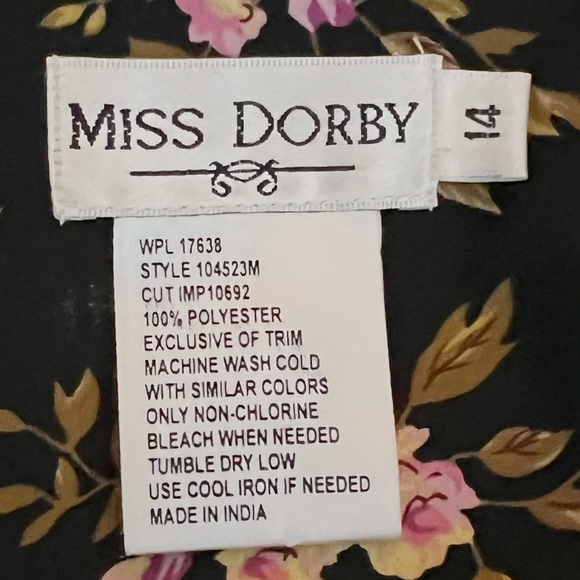 MISS DORBY
14
WPL 17638
STYLE 104523M
CUT IMP10692
100% POLYESTER
EXCLUSIVE OF TRIM
MACHINE WASH COLD
WITH SIMILAR COLORS
ONLY NON-CHLORINE
BLEACH WHEN NEEDED
TUMBLE DRY LOW
USE COOL IRON IF NEEDED
MADE IN INDIA